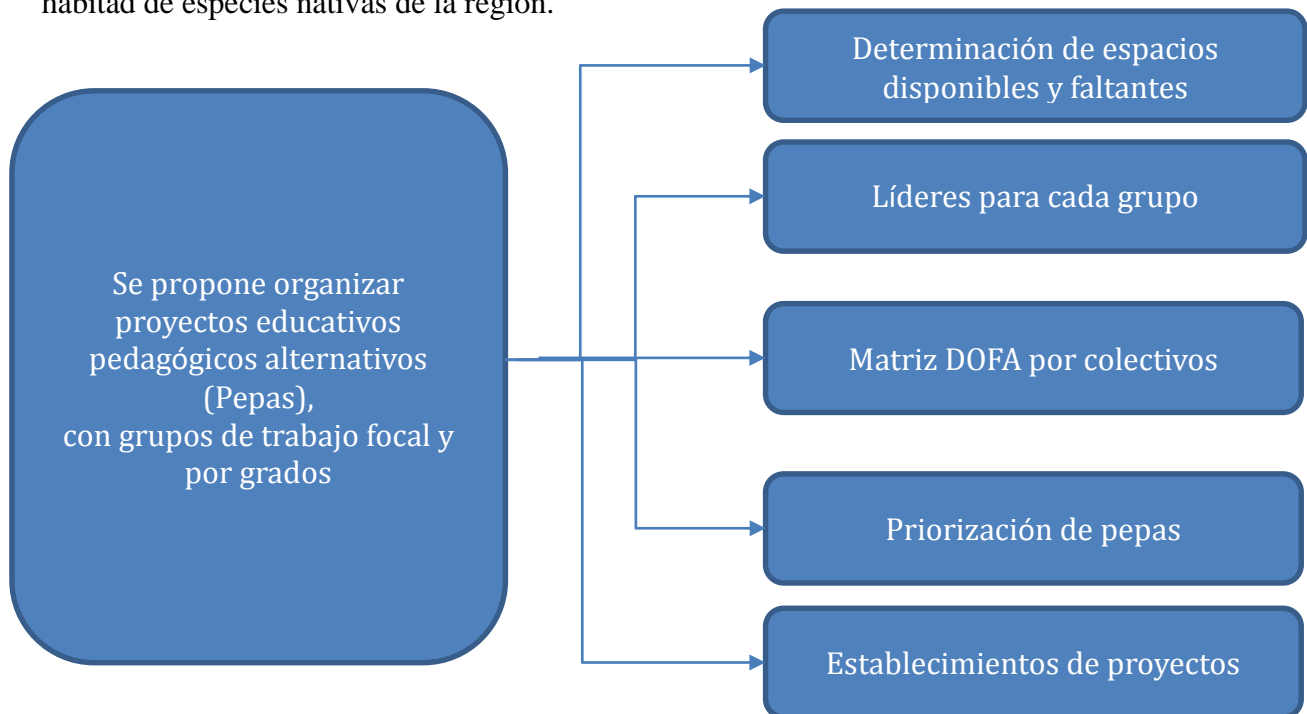 habitad de especies nativas de la región.
Se propone organizar
proyectos educativos
pedagógicos alternativos
(Pepas),
con grupos de trabajo focal y
por grados
Determinación de espacios
disponibles y faltantes
Líderes para cada grupo
Matriz DOFA por colectivos
Priorización de pepas
Establecimientos de proyectos